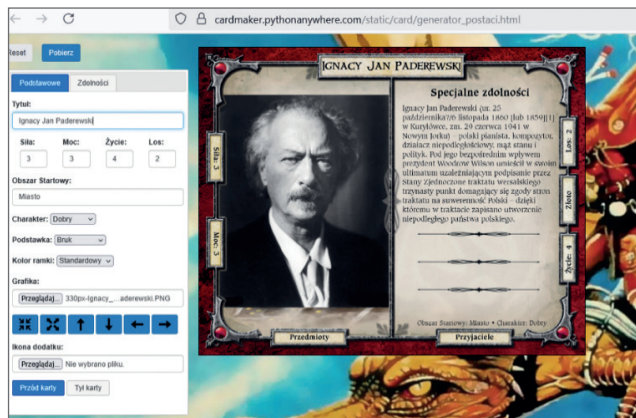 cardmaker.pythonanywhere.com/static/card/generator_postaci.html
Reset Pobierz
Podstawowe Zdolności
Tytuł:
Ignacy Jan Paderewski
Siła: Moc: Życie: Los:
3 3 4 2
Obszar Startowy:
Miasto
Charakter: Dobry
Podstawka: Bruk
Kolor ramki: Standardowy
Grafika:
Przeglądaj... 330px-Ignacy_...aderewski.PNG
Ikona dodatku:
Przeglądaj... Nie wybrano pliku.
Przód karty Tył karty
Ignacy Jan Paderewski
Siła: 3
Moc: 3
Przedmioty
Specjalne zdolności
Ignacy Jan Paderewski (ur. 25
października?/6 listopada 1860 [lub 1859][1]
w Kuryłówce, zm. 29 czerwca 1941 w
Nowym Jorku) – polski pianista, kompozytor,
działacz niepodległościowy, mąż stanu i
polityk. Pod jego bezpośrednim wpływem
prezydent Woodrow Wilson umieścił w swoim
ultimatum uzależniającym podpisanie przez
Stany Zjednoczone traktatu wersalskiego
trzynasty punkt domagający się zgody stron
traktatu na suwerenność Polski – dzięki
któremu w traktacie zapisano utworzenie
niepodległego państwa polskiego.
Obszar Startowy: Miasto • Charakter: Dobry
Los: 2
Złoto
Życie: 4
Przyjaciele